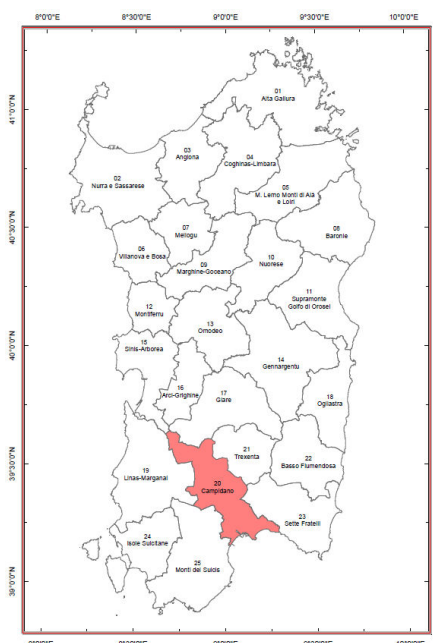 8°0'0"E 8°30'0"E 9°0'0"E 9°30'0"E 10°0'0"E
41°0'0"N
40°30'0"N
40°0'0"N
39°30'0"N
39°0'0"N
01
Alta Gallura
02
Nurra e Sassarese
03
Anglona
04
Coghinas-Limbara
05
M. Lerno Monti di Alà
e Loiri
06
Villanova e Bosa
07
Meilogu
08
Baronie
09
Marghine-Goceano
10
Nuorese
11
Supramonte
Golfo di Orosei
12
Montiferru
13
Omodeo
14
Gennargentu
15
Sinis-Arborea
16
Arci-Grighine
17
Giare
18
Ogliastra
19
Linas-Marganai
20
Campidano
21
Trexenta
22
Basso Flumendosa
23
Sette Fratelli
24
Isole Sulcitane
25
Monti del Sulcis